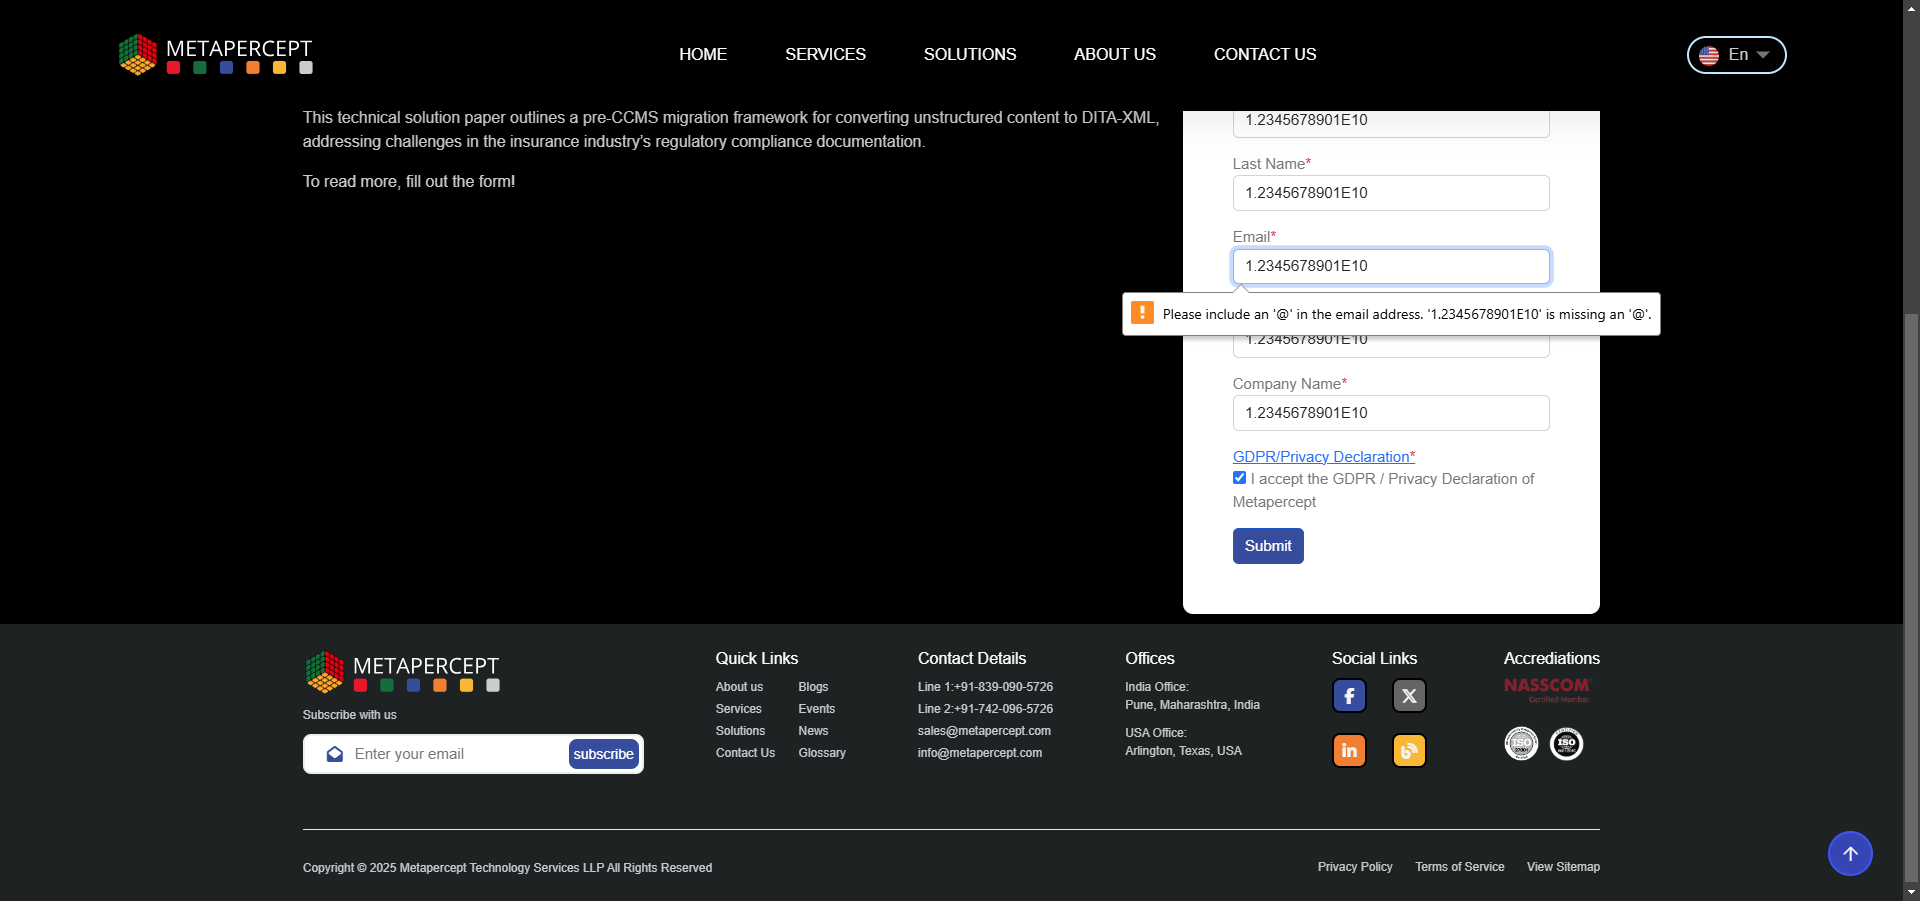 METAPERCEPT
HOME
SERVICES
SOLUTIONS
ABOUT US
CONTACT US
En
This technical solution paper outlines a pre-CCMS migration framework for converting unstructured content to DITA-XML,
addressing challenges in the insurance industry’s regulatory compliance documentation.
To read more, fill out the form!
1.2345678901E10
Last Name*
1.2345678901E10
Email*
1.2345678901E10
Please include an '@' in the email address. '1.2345678901E10' is missing an '@'.
1.2345678901E10
Company Name*
1.2345678901E10
GDPR/Privacy Declaration*
I accept the GDPR / Privacy Declaration of
Metapercept
Submit
METAPERCEPT
Subscribe with us
Enter your email
subscribe
Quick Links
About us
Blogs
Services
Events
Solutions
News
Contact Us
Glossary
Contact Details
Line 1:+91-839-090-5726
Line 2:+91-742-096-5726
sales@metapercept.com
info@metapercept.com
Offices
India Office:
Pune, Maharashtra, India
USA Office:
Arlington, Texas, USA
Social Links
Accrediations
NASSCOM
Certified Member
ISO
ISO
Copyright © 2025 Metapercept Technology Services LLP All Rights Reserved
Privacy Policy
Terms of Service
View Sitemap